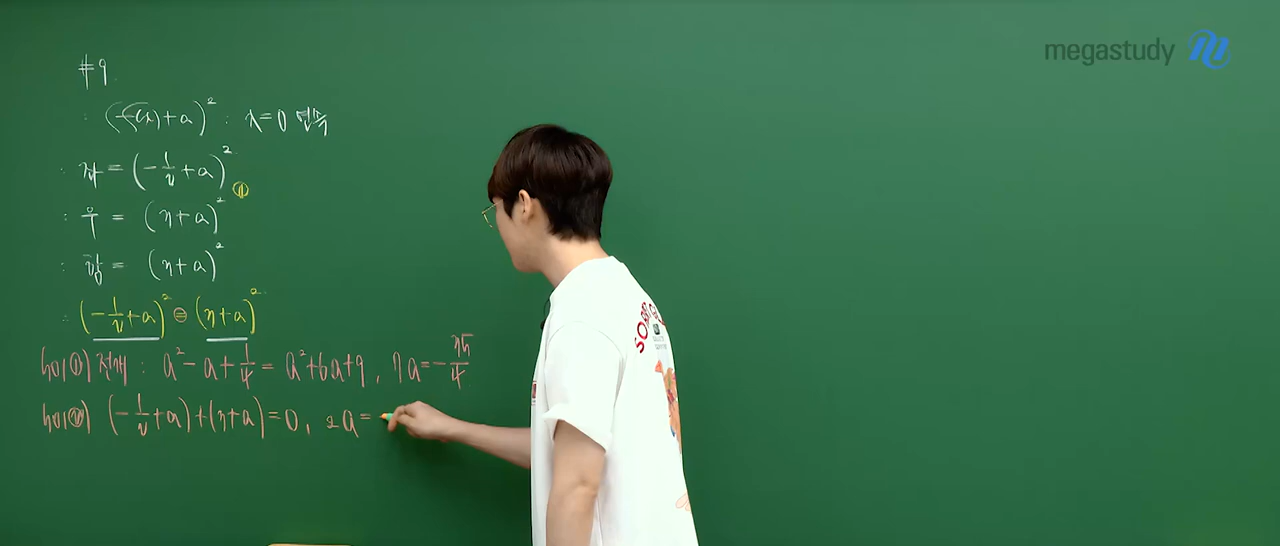 megastudy
#9.
: (-f(x)+a)² : x=0 연속
: 좌 = (-1/2+a)² ①
: 우 = (3+a)²
: 값 = (3+a)²
: (-1/2+a)² = (3+a)²
sol①) 전개 : a²-a+1/4 = a²+6a+9, 7a=-35/4
sol②) (-1/2+a)+(3+a)=0, 2a=